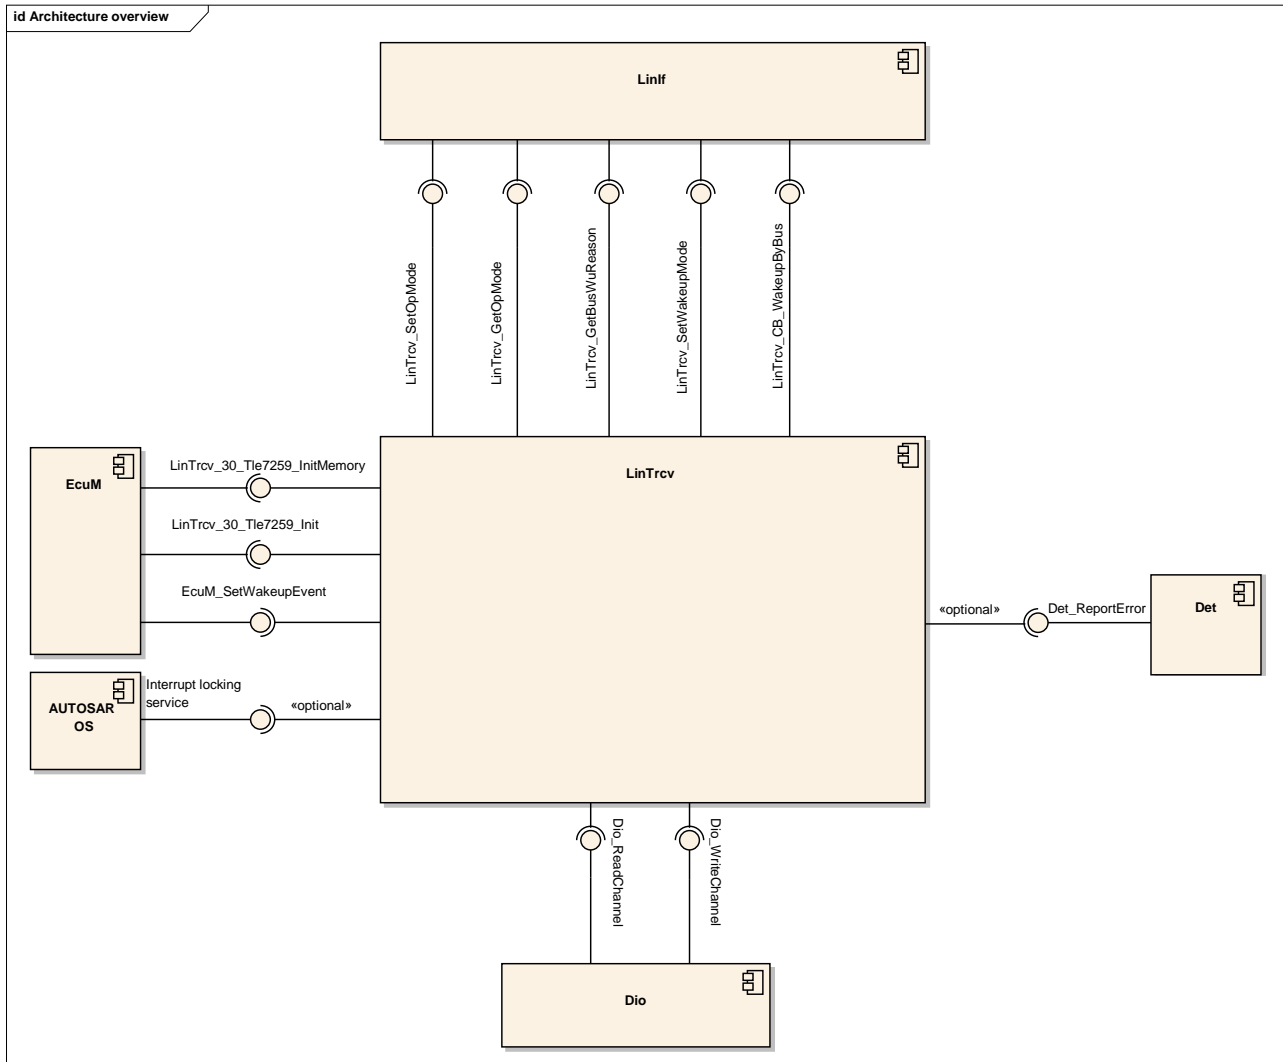 id Architecture overview
LinIf
LinTrcv_SetOpMode
LinTrcv_GetOpMode
LinTrcv_GetBusWuReason
LinTrcv_SetWakeupMode
LinTrcv_CB_WakeupByBus
EcuM
LinTrcv_30_Tle7259_InitMemory
LinTrcv_30_Tle7259_Init
EcuM_SetWakeupEvent
LinTrcv
AUTOSAR
OS
Interrupt locking
service
«optional»
«optional»
Det_ReportError
Det
Dio_ReadChannel
Dio_WriteChannel
Dio